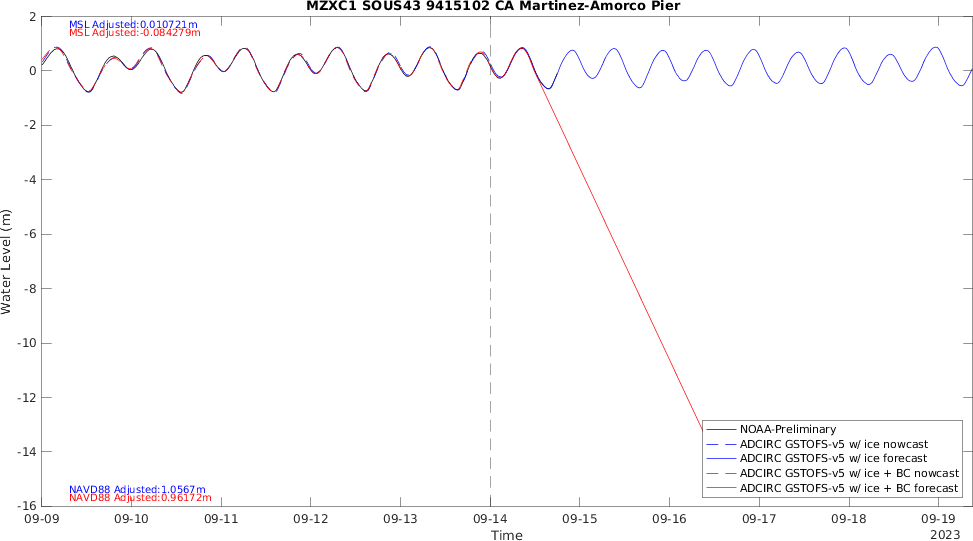 MZXC1 SOUS43 9415102 CA Martinez-Amorco Pier
MSL Adjusted:0.010721m
MSL Adjusted:-0.084279m
2
0
-2
-4
-6
-8
-10
-12
-14
-16
Water Level (m)
NOAA-Preliminary
ADCIRC GSTOFS-v5 w/ ice nowcast
ADCIRC GSTOFS-v5 w/ ice forecast
ADCIRC GSTOFS-v5 w/ ice + BC nowcast
ADCIRC GSTOFS-v5 w/ ice + BC forecast
NAVD88 Adjusted:1.0567m
NAVD88 Adjusted:0.96172m
09-09 09-10 09-11 09-12 09-13 09-14 09-15 09-16 09-17 09-18 09-19
Time
2023